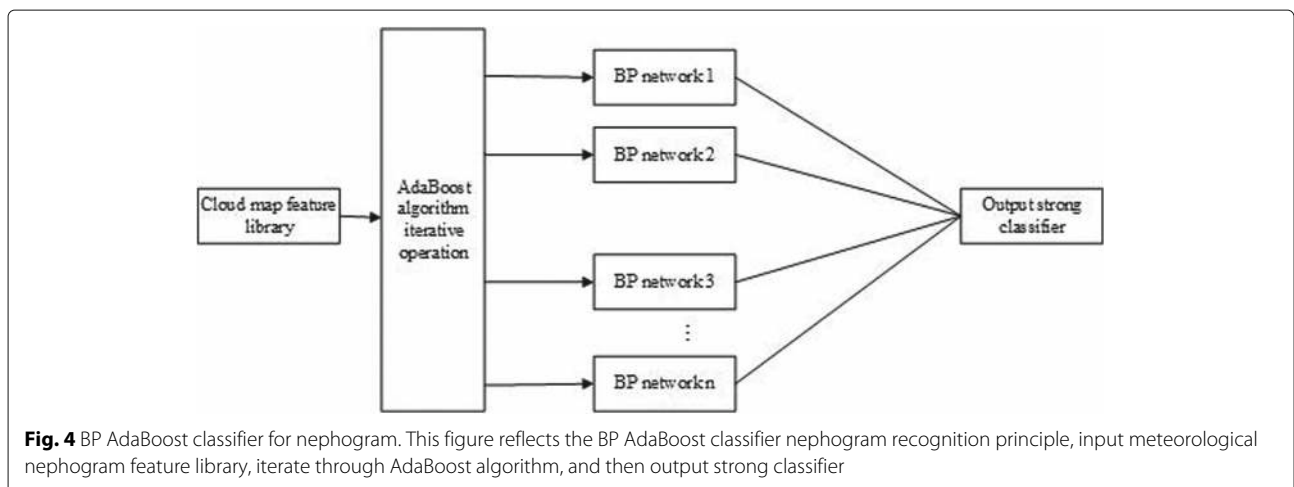 Cloud map feature
library
AdaBoost
algorithm
iterative
operation
BP network1
BP network2
BP network3
⋮
BP networkn
Output strong
classifier
Fig. 4 BP AdaBoost classifier for nephogram. This figure reflects the BP AdaBoost classifier nephogram recognition principle, input meteorological
nephogram feature library, iterate through AdaBoost algorithm, and then output strong classifier